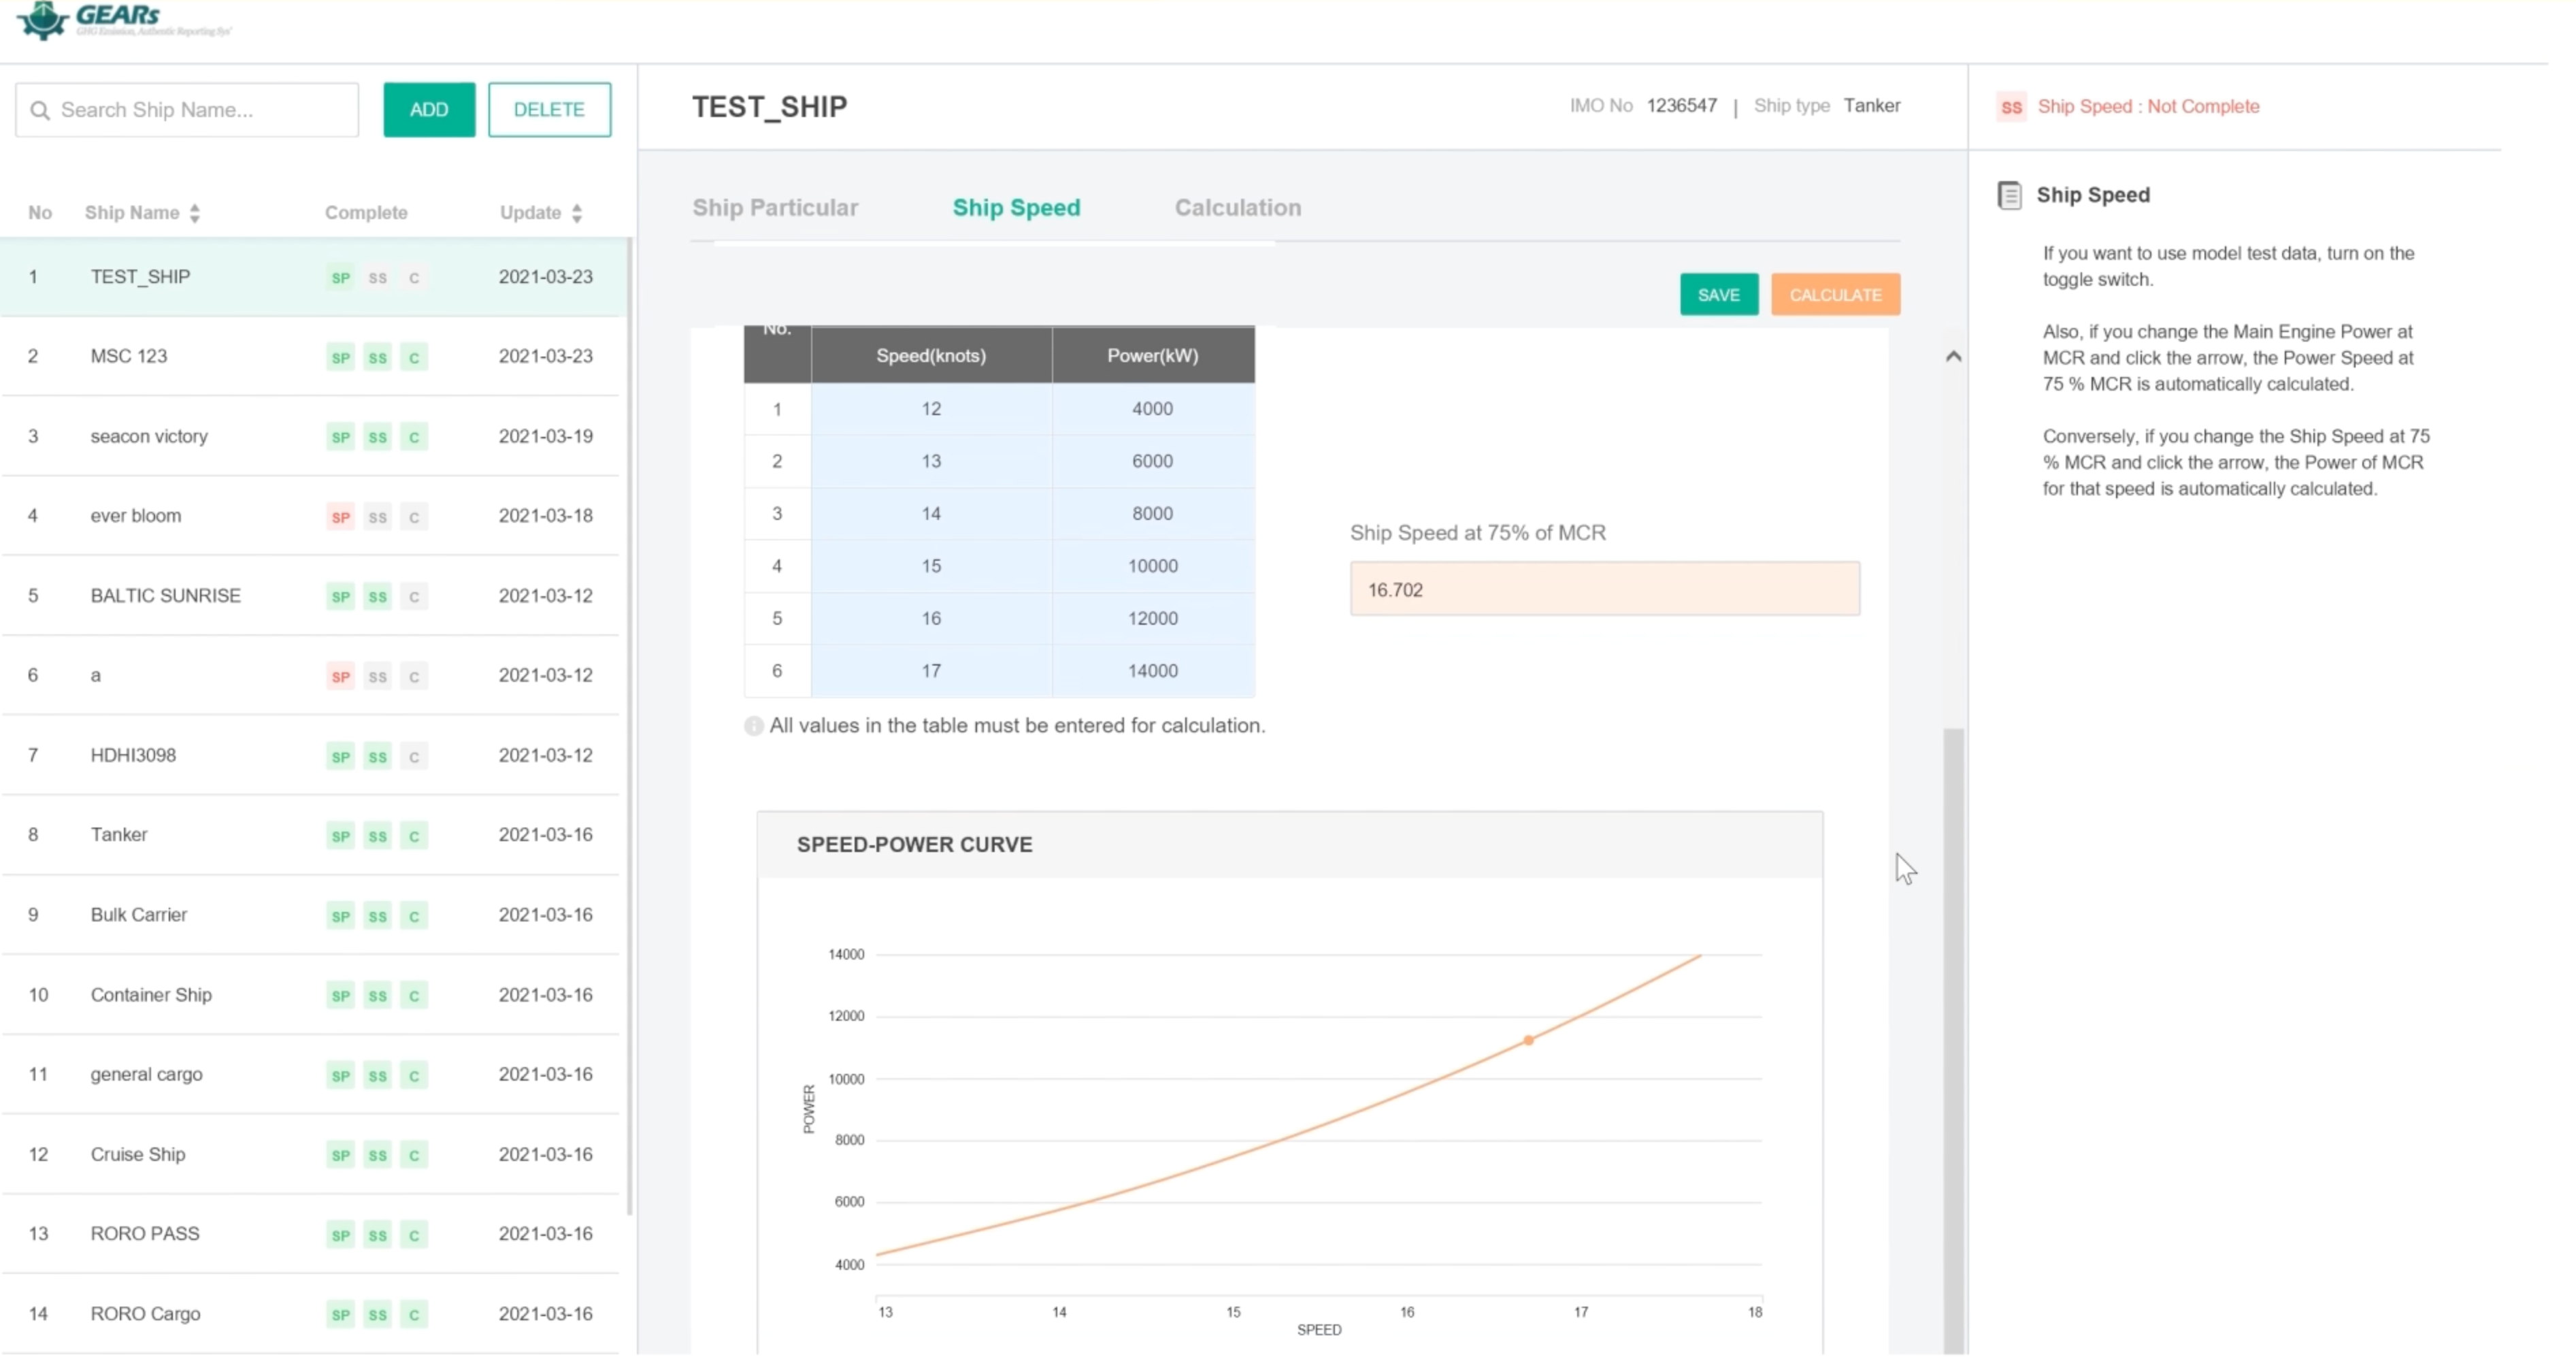 GEARs
GHG Emission, Authentic Reporting Sys'
Search Ship Name...
ADD
DELETE
No Ship Name Complete Update
1 TEST_SHIP SP SS C 2021-03-23
2 MSC 123 SP SS C 2021-03-23
3 seacon victory SP SS C 2021-03-19
4 ever bloom SP SS C 2021-03-18
5 BALTIC SUNRISE SP SS C 2021-03-12
6 a SP SS C 2021-03-12
7 HDHI3098 SP SS C 2021-03-12
8 Tanker SP SS C 2021-03-16
9 Bulk Carrier SP SS C 2021-03-16
10 Container Ship SP SS C 2021-03-16
11 general cargo SP SS C 2021-03-16
12 Cruise Ship SP SS C 2021-03-16
13 RORO PASS SP SS C 2021-03-16
14 RORO Cargo SP SS C 2021-03-16
TEST_SHIP
IMO No 1236547 | Ship type Tanker
Ship Particular Ship Speed Calculation
SAVE CALCULATE
No. Speed(knots) Power(kW)
1 12 4000
2 13 6000
3 14 8000
4 15 10000
5 16 12000
6 17 14000
All values in the table must be entered for calculation.
Ship Speed at 75% of MCR
16.702
SPEED-POWER CURVE
14000
12000
10000
8000
6000
4000
POWER
13 14 15 16 17 18
SPEED
SS Ship Speed : Not Complete
Ship Speed
If you want to use model test data, turn on the
toggle switch.
Also, if you change the Main Engine Power at
MCR and click the arrow, the Power Speed at
75 % MCR is automatically calculated.
Conversely, if you change the Ship Speed at 75
% MCR and click the arrow, the Power of MCR
for that speed is automatically calculated.